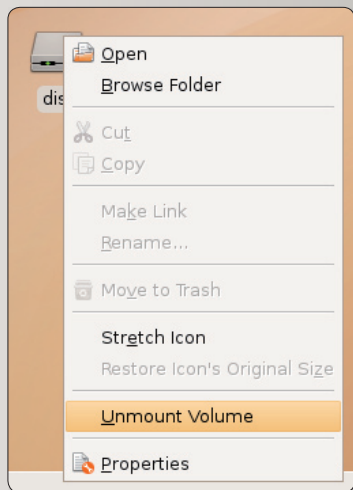 dis
Open
Browse Folder
Cut
Copy
Make Link
Rename...
Move to Trash
Stretch Icon
Restore Icon's Original Size
Unmount Volume
Properties